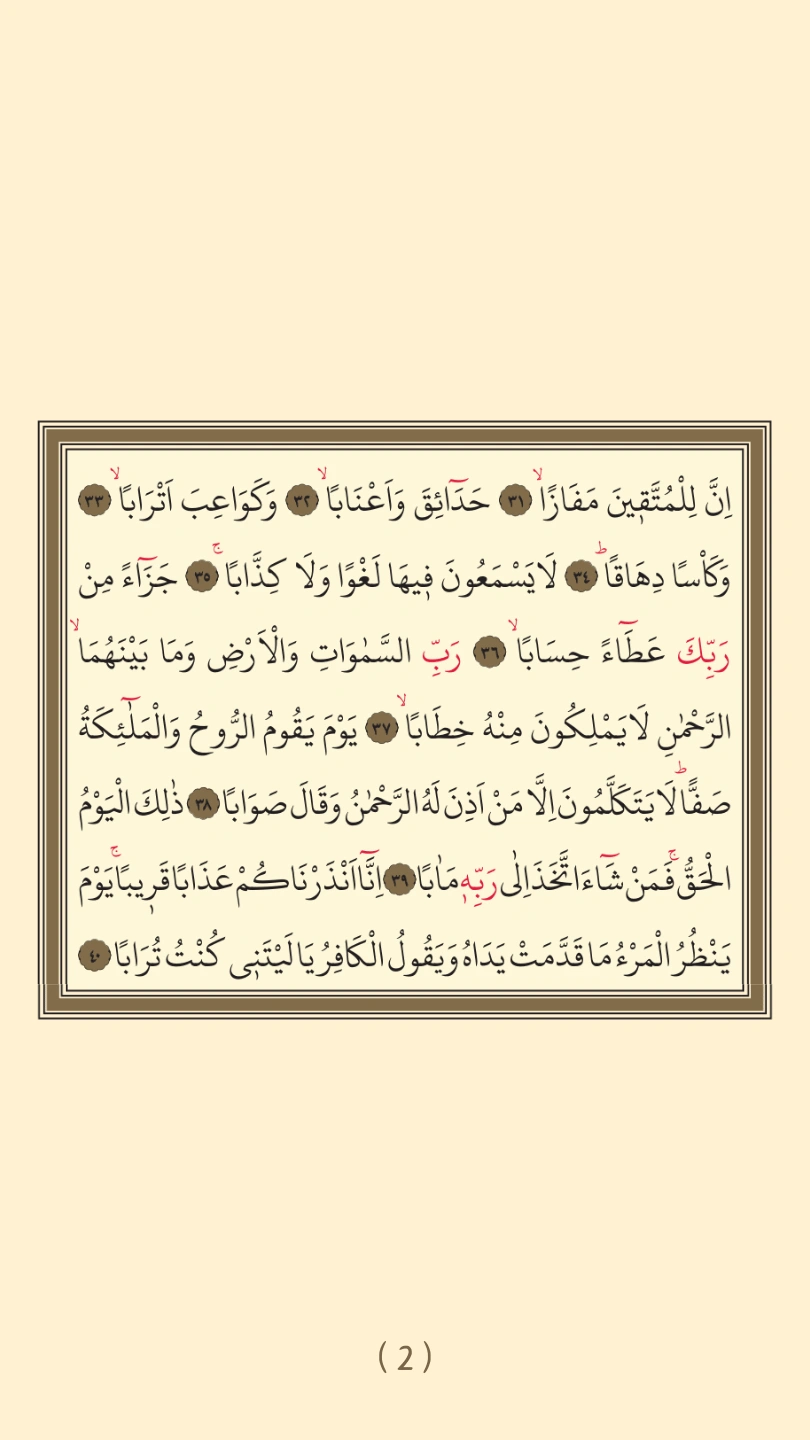 اِنَّ لِلْمُتَّق۪ينَ مَفَازًاۙ ﴿٣١﴾ حَدَٓائِقَ وَاَعْنَابًاۙ ﴿٣٢﴾ وَكَوَاعِبَ اَتْرَابًاۙ ﴿٣٣﴾
وَكَأْسًا دِهَاقًاۜ ﴿٣٤﴾ لَا يَسْمَعُونَ ف۪يهَا لَغْوًا وَلَا كِذَّابًاۚ ﴿٣٥﴾ جَزَٓاءً مِنْ
رَبِّكَ عَطَٓاءً حِسَابًاۙ ﴿٣٦﴾ رَبِّ السَّمٰوَاتِ وَالْاَرْضِ وَمَا بَيْنَهُمَاۙ
الرَّحْمٰنِ لَا يَمْلِكُونَ مِنْهُ خِطَابًاۙ ﴿٣٧﴾ يَوْمَ يَقُومُ الرُّوحُ وَالْمَلٰٓئِكَةُ
صَفًّاۜ لَا يَتَكَلَّمُونَ اِلَّا مَنْ اَذِنَ لَهُ الرَّحْمٰنُ وَقَالَ صَوَابًا ﴿٣٨﴾ ذٰلِكَ الْيَوْمُ
الْحَقُّۚ فَمَنْ شَٓاءَ اتَّخَذَ اِلٰى رَبِّه۪ مَاٰبًا ﴿٣٩﴾ اِنَّٓا اَنْذَرْنَاكُمْ عَذَابًا قَر۪يبًاۚ يَوْمَ
يَنْظُرُ الْمَرْءُ مَا قَدَّمَتْ يَدَاهُ وَيَقُولُ الْكَافِرُ يَا لَيْتَن۪ي كُنْتُ تُرَابًا ﴿٤٠﴾
( 2 )